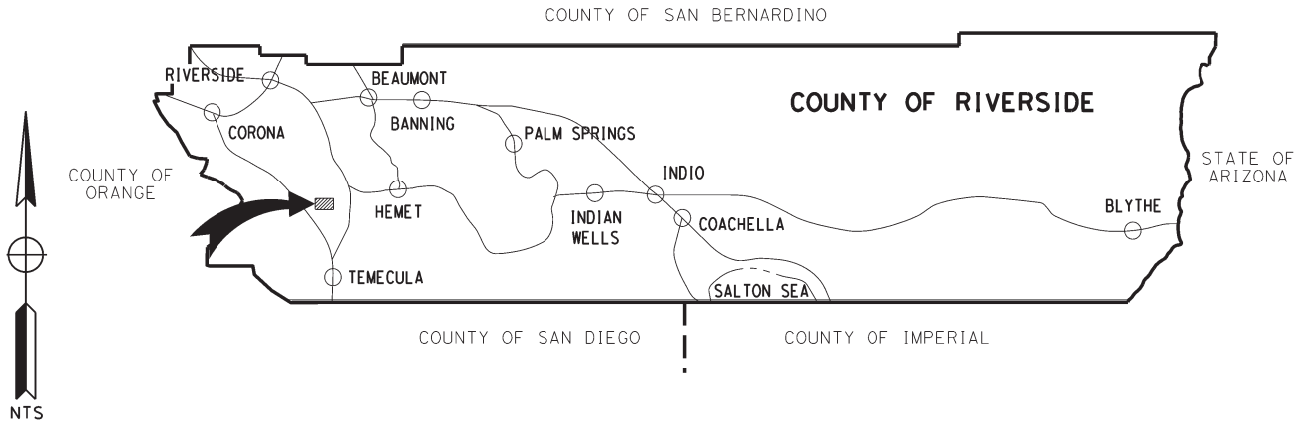 COUNTY OF SAN BERNARDINO
RIVERSIDE
BEAUMONT
COUNTY OF RIVERSIDE
CORONA
BANNING
PALM SPRINGS
STATE OF
ARIZONA
COUNTY OF
ORANGE
INDIO
HEMET
INDIAN
WELLS
COACHELLA
BLYTHE
TEMECULA
SALTON SEA
COUNTY OF SAN DIEGO
COUNTY OF IMPERIAL
NTS